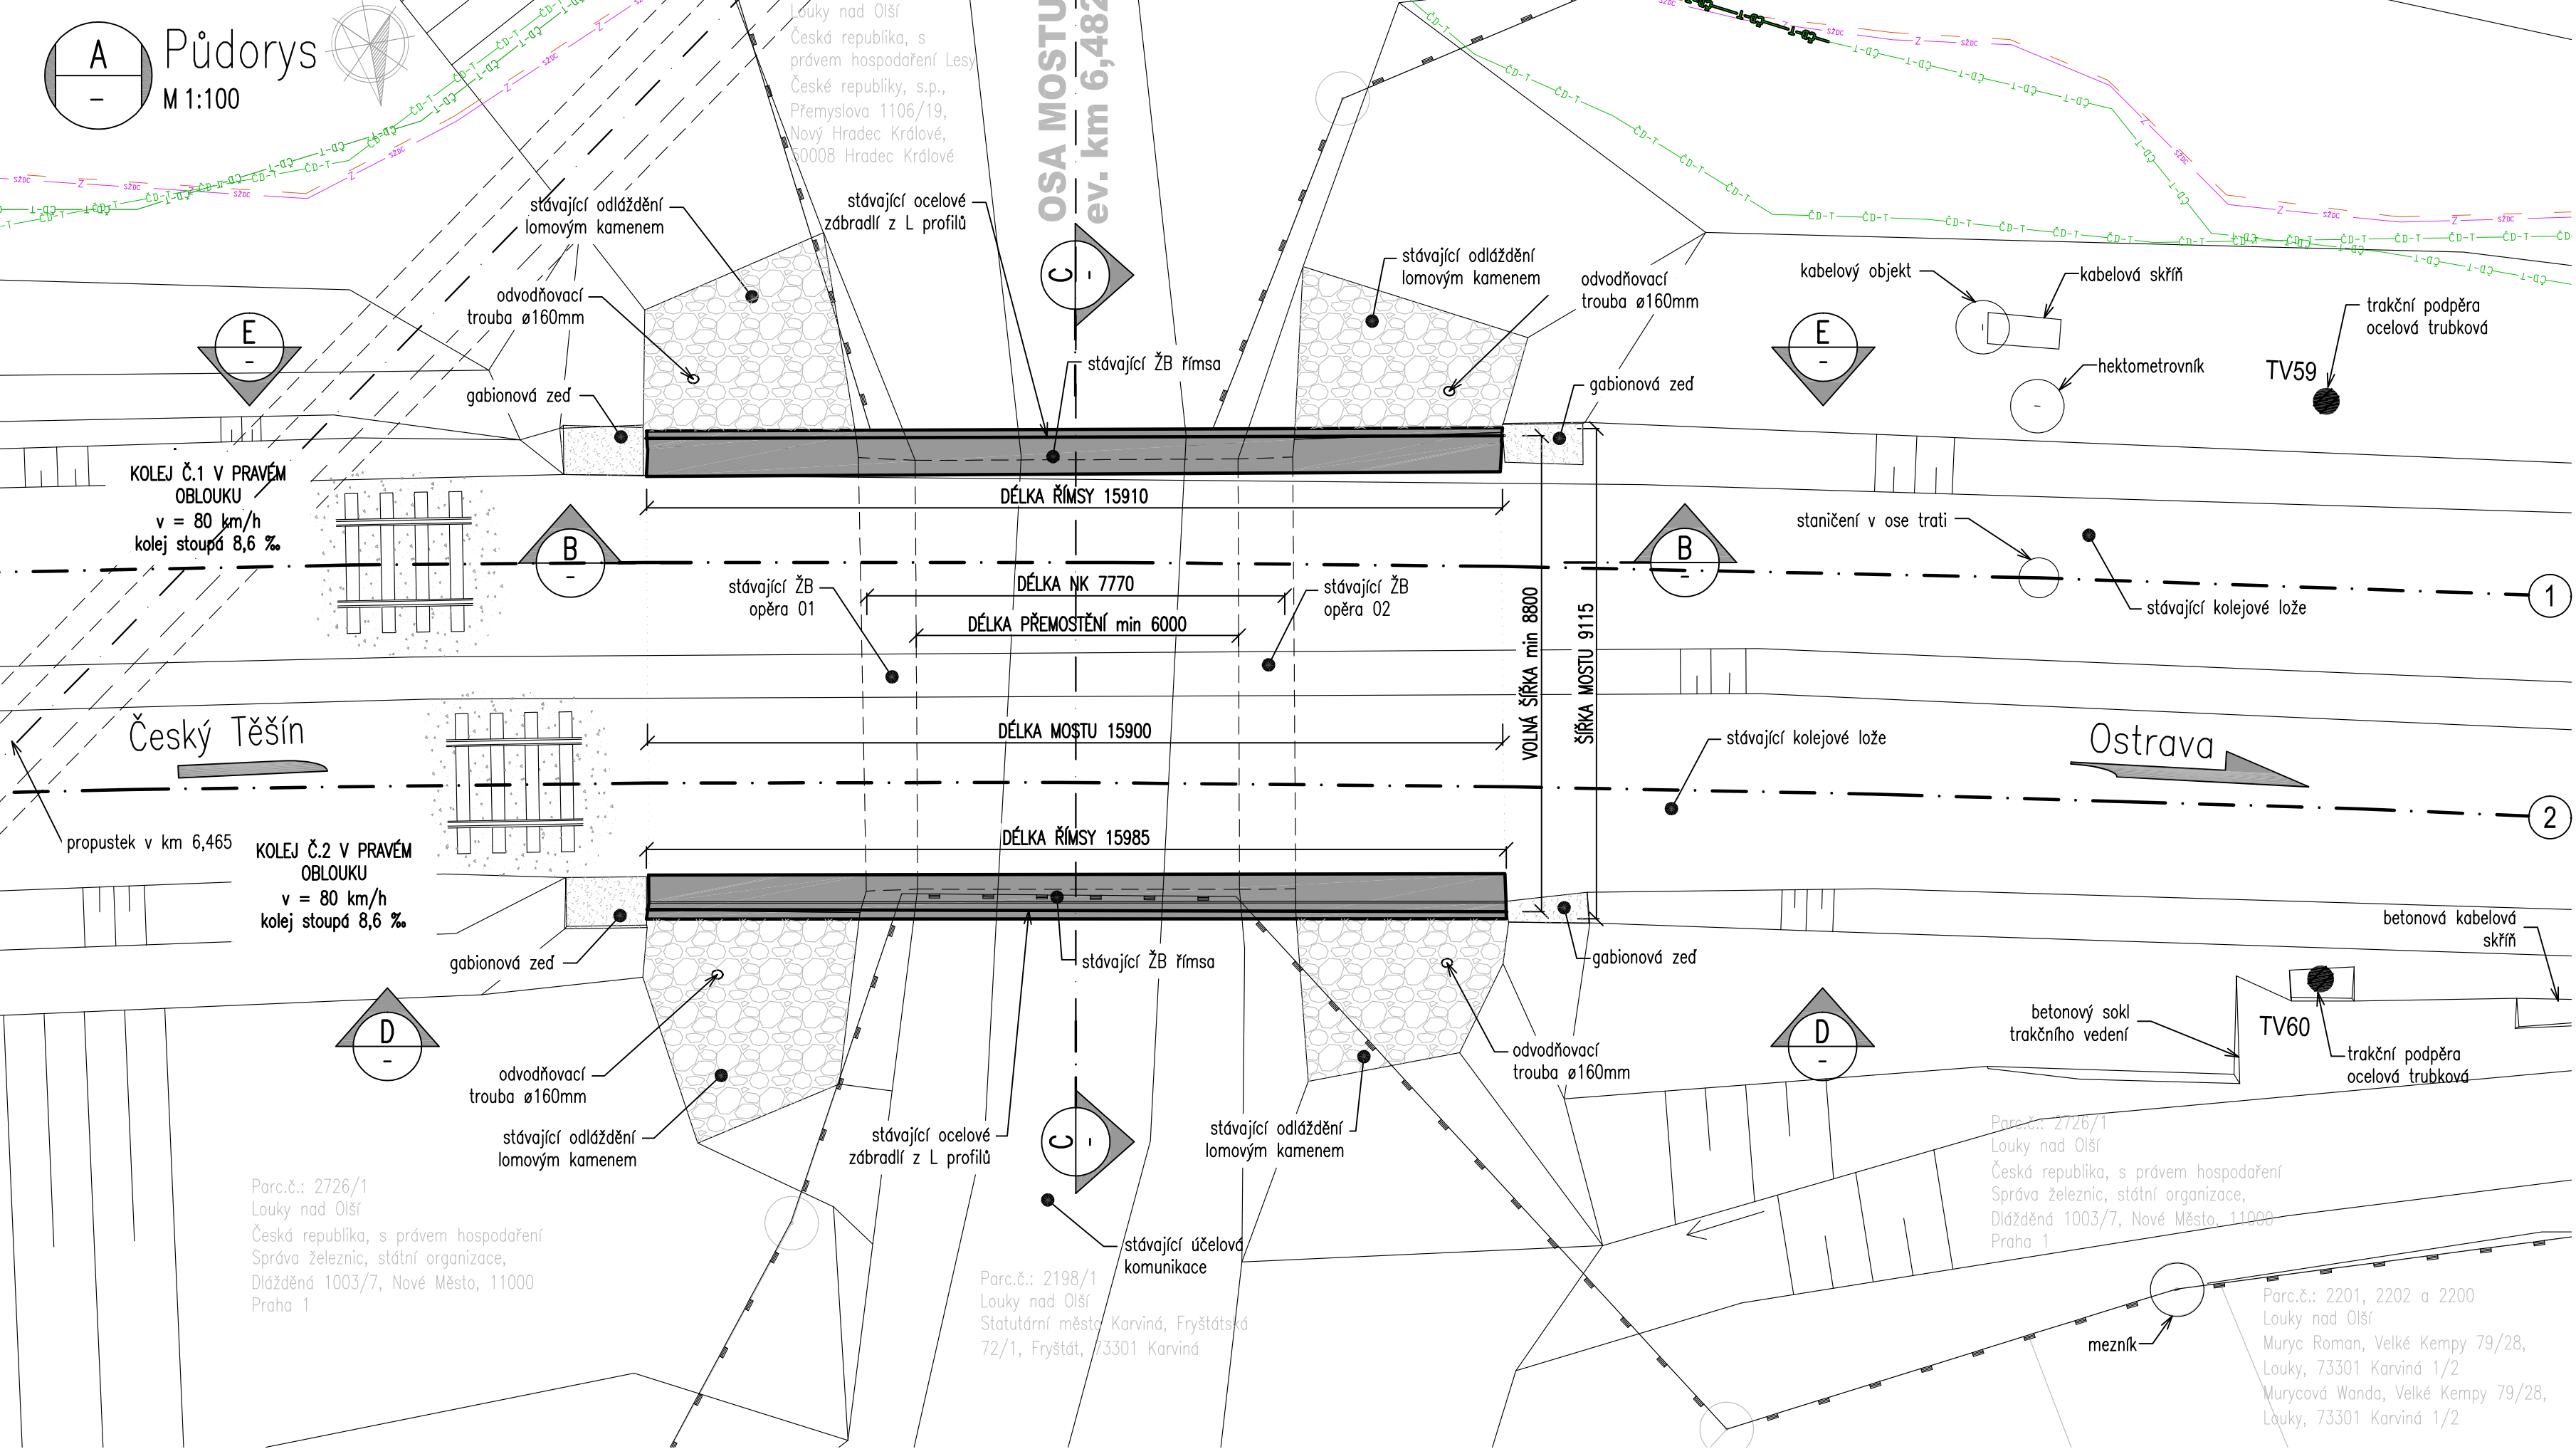 A
-
Půdorys
M 1:100
Louky nad Olší
Česká republika, s
právem hospodaření Lesy
České republiky, s.p.,
Přemyslova 1106/19,
Nový Hradec Králové,
50008 Hradec Králové
OSA MOSTU
ev. km 6,482
stávající odláždění
lomovým kamenem
stávající ocelové
zábradlí z L profilů
C
-
stávající odláždění
lomovým kamenem
odvodňovací
trouba ø160mm
odvodňovací
trouba ø160mm
kabelový objekt
kabelová skříň
trakční podpěra
ocelová trubková
E
-
E
-
stávající ŽB římsa
gabionová zeď
gabionová zeď
hektometrovník
TV59
KOLEJ Č.1 V PRAVÉM
OBLOUKU
v = 80 km/h
kolej stoupá 8,6 ‰
DÉLKA ŘÍMSY 15910
B
-
B
-
staničení v ose trati
stávající ŽB
opěra 01
DÉLKA NK 7770
stávající ŽB
opěra 02
DÉLKA PŘEMOSTĚNÍ min 6000
VOLNÁ ŠÍŘKA min 8800
ŠÍŘKA MOSTU 9115
stávající kolejové lože
1
Český Těšín
DÉLKA MOSTU 15900
stávající kolejové lože
Ostrava
propustek v km 6,465
KOLEJ Č.2 V PRAVÉM
OBLOUKU
v = 80 km/h
kolej stoupá 8,6 ‰
DÉLKA ŘÍMSY 15985
2
gabionová zeď
stávající ŽB římsa
gabionová zeď
betonová kabelová
skříň
D
-
D
-
betonový sokl
trakčního vedení
TV60
trakční podpěra
ocelová trubková
odvodňovací
trouba ø160mm
odvodňovací
trouba ø160mm
stávající odláždění
lomovým kamenem
stávající ocelové
zábradlí z L profilů
C
-
stávající odláždění
lomovým kamenem
Parc.č.: 2726/1
Louky nad Olší
Česká republika, s právem hospodaření
Správa železnic, státní organizace,
Dlážděná 1003/7, Nové Město, 11000
Praha 1
Parc.č.: 2726/1
Louky nad Olší
Česká republika, s právem hospodaření
Správa železnic, státní organizace,
Dlážděná 1003/7, Nové Město, 11000
Praha 1
stávající účelová
komunikace
Parc.č.: 2198/1
Louky nad Olší
Statutární město Karviná, Fryštátská
72/1, Fryštát, 73301 Karviná
mezník
Parc.č.: 2201, 2202 a 2200
Louky nad Olší
Muryc Roman, Velké Kempy 79/28,
Louky, 73301 Karviná 1/2
Murycová Wanda, Velké Kempy 79/28,
Louky, 73301 Karviná 1/2